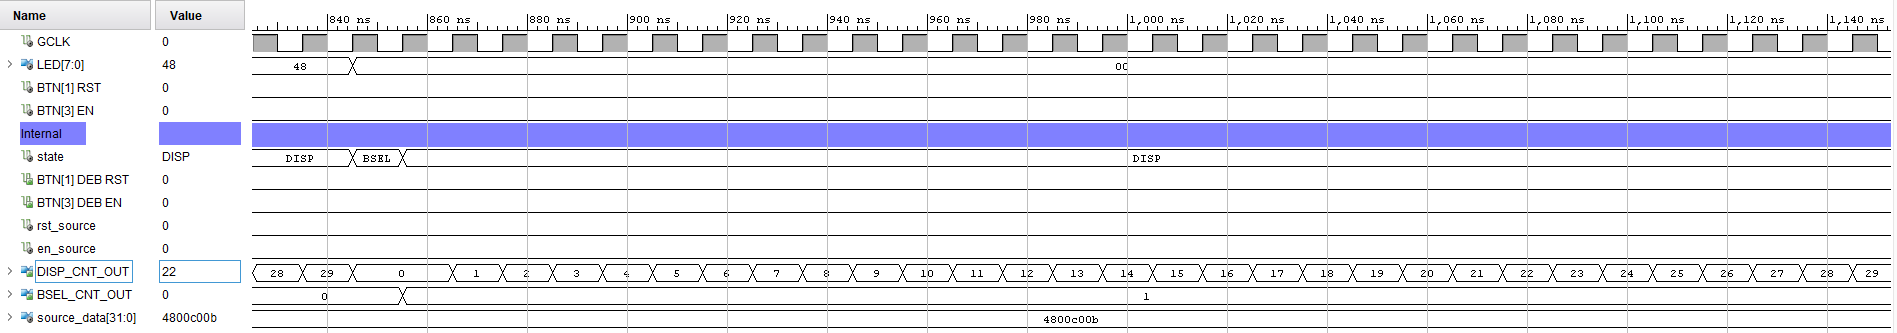 Name Value 840 ns 860 ns 880 ns 900 ns 920 ns 940 ns 960 ns 980 ns 1,000 ns 1,020 ns 1,040 ns 1,060 ns 1,080 ns 1,100 ns 1,120 ns 1,140 ns
GCLK 0
LED[7:0] 48 48 00
BTN[1] RST 0
BTN[3] EN 0
Internal
state DISP DISP BSEL DISP
BTN[1] DEB RST 0
BTN[3] DEB EN 0
rst_source 0
en_source 0
DISP_CNT_OUT 22 28 29 0 1 2 3 4 5 6 7 8 9 10 11 12 13 14 15 16 17 18 19 20 21 22 23 24 25 26 27 28 29
BSEL_CNT_OUT 0 0 1
source_data[31:0] 4800c00b 4800c00b